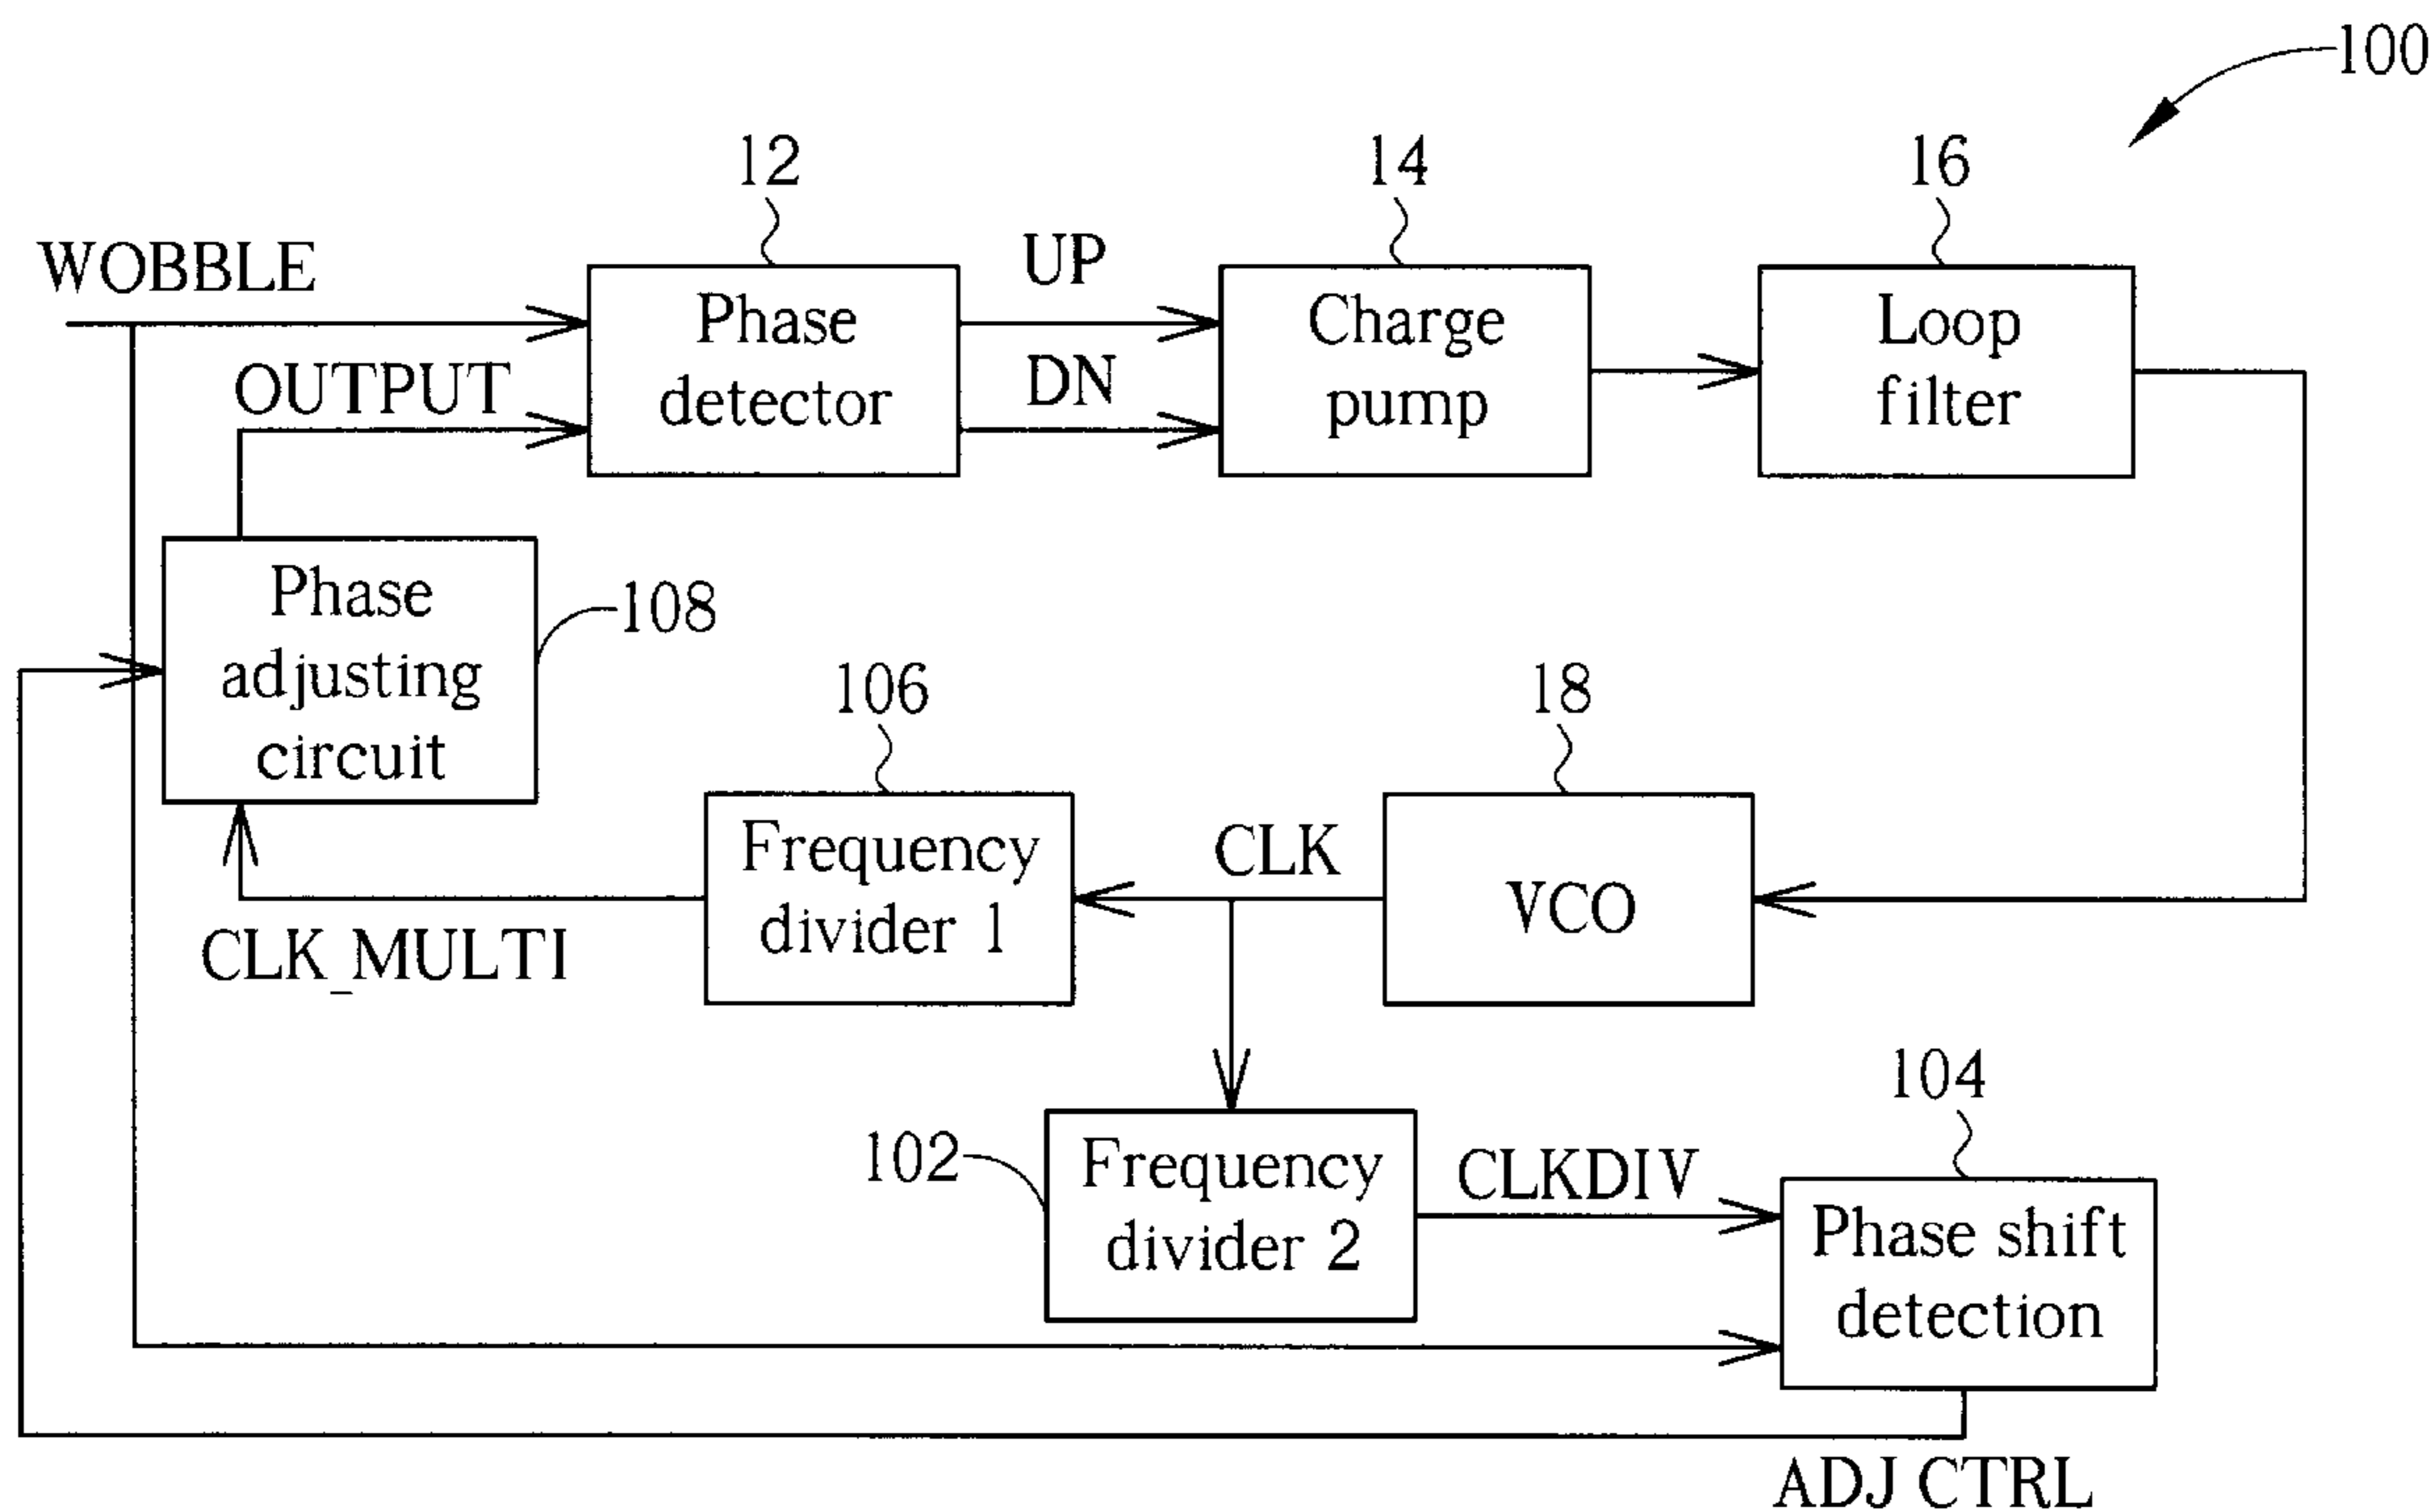 100
12
14
16
WOBBLE
UP
Phase
detector
Charge
pump
Loop
filter
OUTPUT
DN
Phase
adjusting
circuit
108
106
18
Frequency
divider 1
CLK
VCO
CLK_MULTI
104
102
Frequency
divider 2
CLKDIV
Phase shift
detection
ADJ CTRL